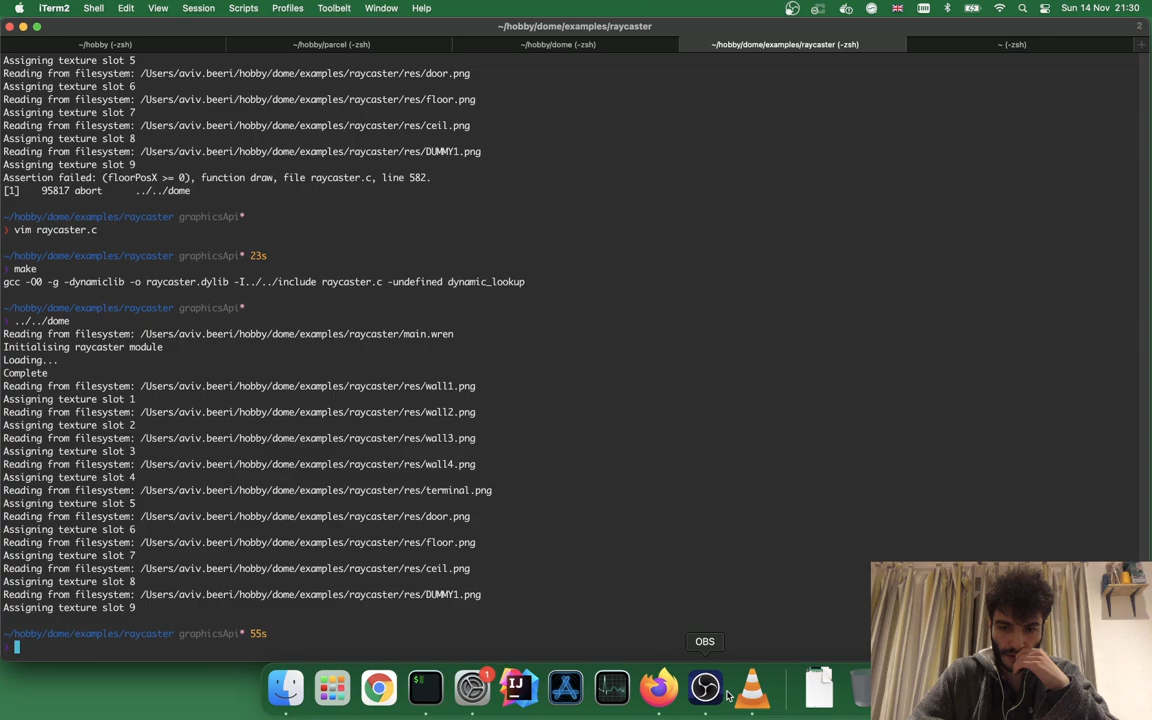 iTerm2 Shell Edit View Session Scripts Profiles Toolbelt Window Help Sun 14 Nov 21:30
~/hobby/dome/examples/raycaster 2
~/hobby (-zsh) ~/hobby/parcel (-zsh) ~/hobby/dome (-zsh) ~/hobby/dome/examples/raycaster (-zsh) ~ (-zsh)
Assigning texture slot 5
Reading from filesystem: /Users/aviv.beeri/hobby/dome/examples/raycaster/res/door.png
Assigning texture slot 6
Reading from filesystem: /Users/aviv.beeri/hobby/dome/examples/raycaster/res/floor.png
Assigning texture slot 7
Reading from filesystem: /Users/aviv.beeri/hobby/dome/examples/raycaster/res/ceil.png
Assigning texture slot 8
Reading from filesystem: /Users/aviv.beeri/hobby/dome/examples/raycaster/res/DUMMY1.png
Assigning texture slot 9
Assertion failed: (floorPosX >= 0), function draw, file raycaster.c, line 582.
[1] 95817 abort ../../dome
~/hobby/dome/examples/raycaster graphicsApi*
❯ vim raycaster.c
~/hobby/dome/examples/raycaster graphicsApi* 23s
❯ make
gcc -O0 -g -dynamiclib -o raycaster.dylib -I../../include raycaster.c -undefined dynamic_lookup
~/hobby/dome/examples/raycaster graphicsApi*
❯ ../../dome
Reading from filesystem: /Users/aviv.beeri/hobby/dome/examples/raycaster/main.wren
Initialising raycaster module
Loading...
Complete
Reading from filesystem: /Users/aviv.beeri/hobby/dome/examples/raycaster/res/wall1.png
Assigning texture slot 1
Reading from filesystem: /Users/aviv.beeri/hobby/dome/examples/raycaster/res/wall2.png
Assigning texture slot 2
Reading from filesystem: /Users/aviv.beeri/hobby/dome/examples/raycaster/res/wall3.png
Assigning texture slot 3
Reading from filesystem: /Users/aviv.beeri/hobby/dome/examples/raycaster/res/wall4.png
Assigning texture slot 4
Reading from filesystem: /Users/aviv.beeri/hobby/dome/examples/raycaster/res/terminal.png
Assigning texture slot 5
Reading from filesystem: /Users/aviv.beeri/hobby/dome/examples/raycaster/res/door.png
Assigning texture slot 6
Reading from filesystem: /Users/aviv.beeri/hobby/dome/examples/raycaster/res/floor.png
Assigning texture slot 7
Reading from filesystem: /Users/aviv.beeri/hobby/dome/examples/raycaster/res/ceil.png
Assigning texture slot 8
Reading from filesystem: /Users/aviv.beeri/hobby/dome/examples/raycaster/res/DUMMY1.png
Assigning texture slot 9
~/hobby/dome/examples/raycaster graphicsApi* 55s
❯
OBS
1